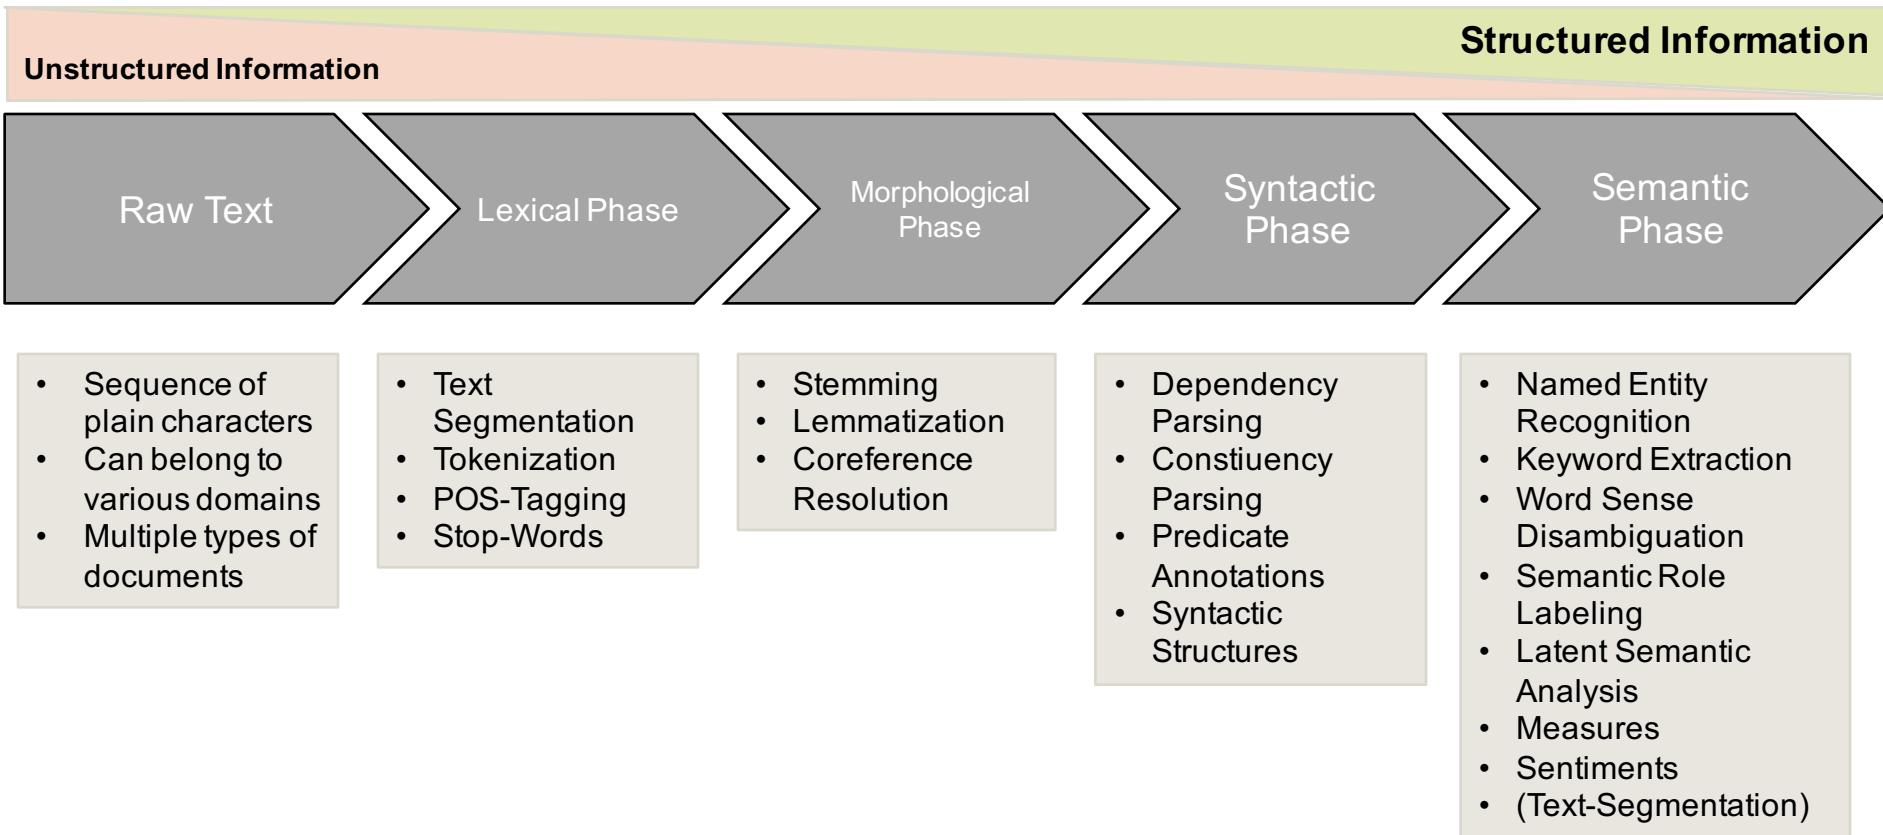 Structured Information
Unstructured Information
Raw Text
Lexical Phase
Morphological
Phase
Syntactic
Phase
Semantic
Phase
• Sequence of
plain characters
• Can belong to
various domains
• Multiple types of
documents
• Text
Segmentation
• Tokenization
• POS-Tagging
• Stop-Words
• Stemming
• Lemmatization
• Coreference
Resolution
• Dependency
Parsing
• Constiuency
Parsing
• Predicate
Annotations
• Syntactic
Structures
• Named Entity
Recognition
• Keyword Extraction
• Word Sense
Disambiguation
• Semantic Role
Labeling
• Latent Semantic
Analysis
• Measures
• Sentiments
• (Text-Segmentation)